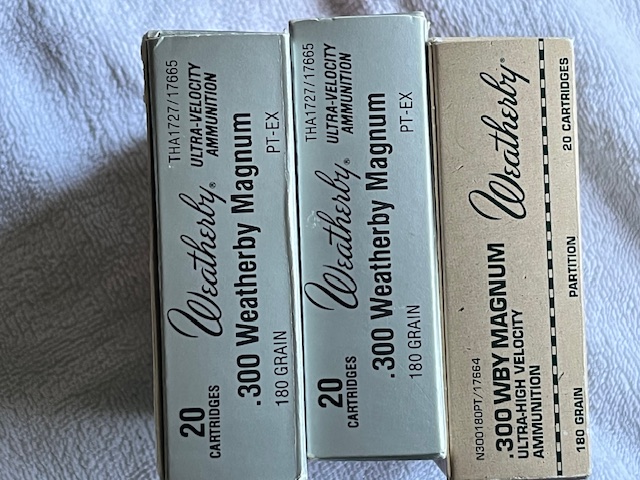 THA1727/17665
Weatherby® ULTRA-VELOCITY
AMMUNITION
20
CARTRIDGES
.300 Weatherby Magnum
180 GRAIN PT-EX
THA1727/17665
Weatherby® ULTRA-VELOCITY
AMMUNITION
20
CARTRIDGES
.300 Weatherby Magnum
180 GRAIN PT-EX
N300180PT/17664
.300 WBY MAGNUM Weatherby®
ULTRA-HIGH VELOCITY
AMMUNITION
180 GRAIN PARTITION 20 CARTRIDGES